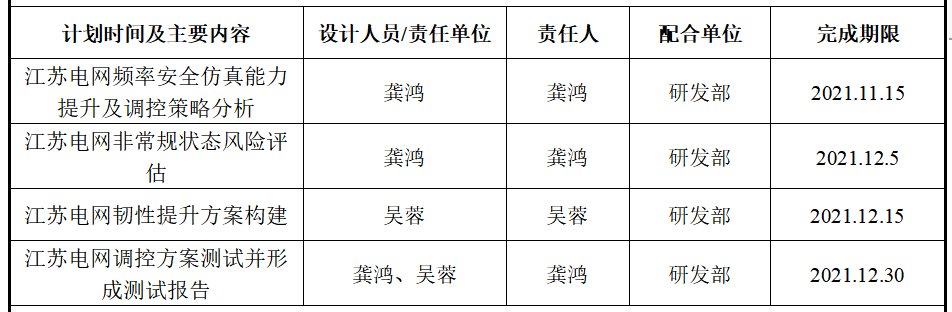 计划时间及主要内容 设计人员/责任单位 责任人 配合单位 完成期限
江苏电网频率安全仿真能力
提升及调控策略分析 龚鸿 龚鸿 研发部 2021.11.15
江苏电网非常规状态风险评
估 龚鸿 龚鸿 研发部 2021.12.5
江苏电网韧性提升方案构建 吴蓉 吴蓉 研发部 2021.12.15
江苏电网调控方案测试并形
成测试报告 龚鸿、吴蓉 龚鸿 研发部 2021.12.30